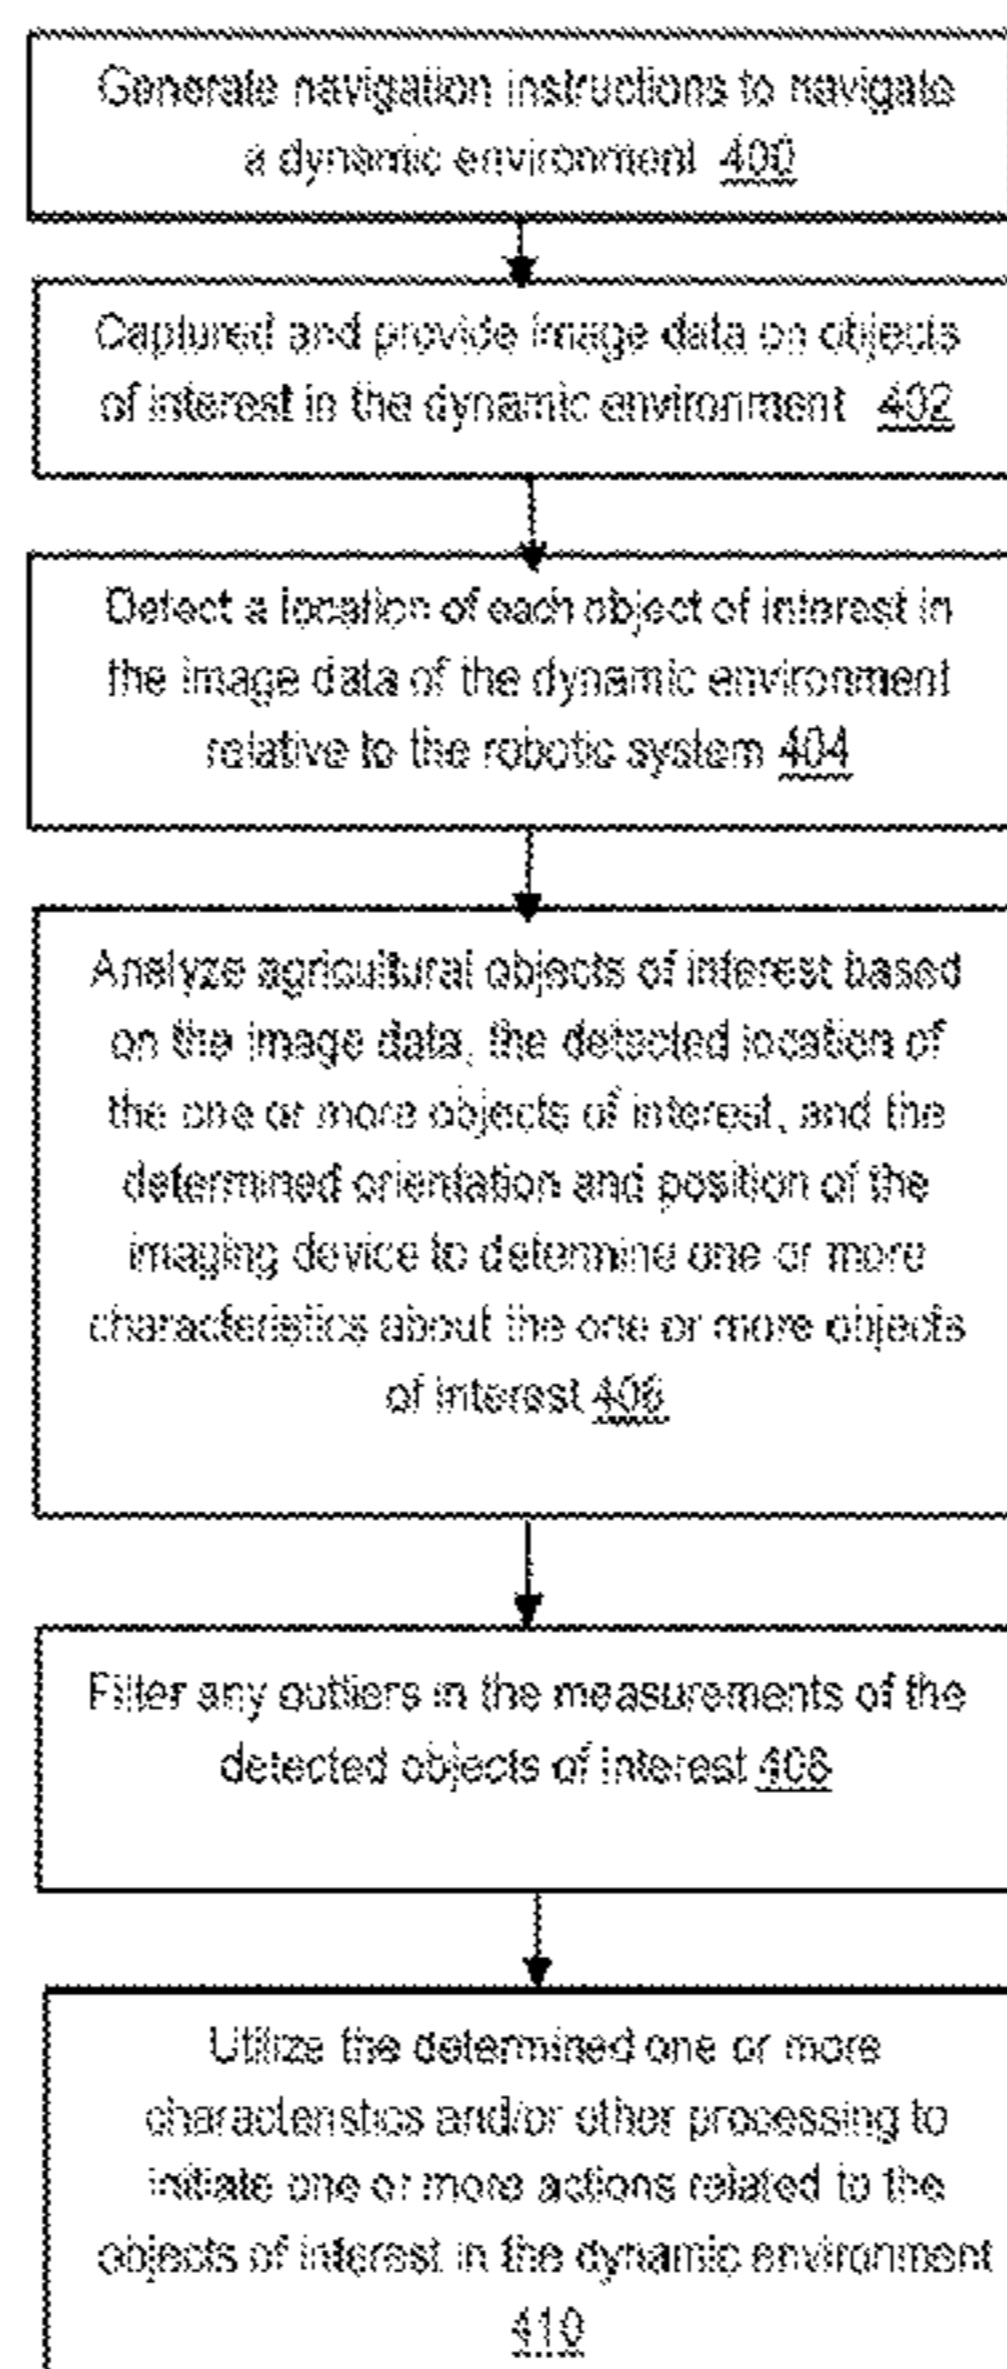 Generate navigation instructions to navigate
a dynamic environment 400
Captured and provide image data on objects
of interest in the dynamic environment 402
Detect a location of each object of interest in
the image data of the dynamic environment
relative to the robotic system 404
Analyze agricultural objects of interest based
on the image data, the detected location of
the one or more objects of interest, and the
determined orientation and position of the
imaging device to determine one or more
characteristics about the one or more objects
of interest 406
Filter any outliers in the measurements of the
detected objects of interest 408
Utilize the determined one or more
characteristics and/or other processing to
initiate one or more actions related to the
objects of interest in the dynamic environment
410